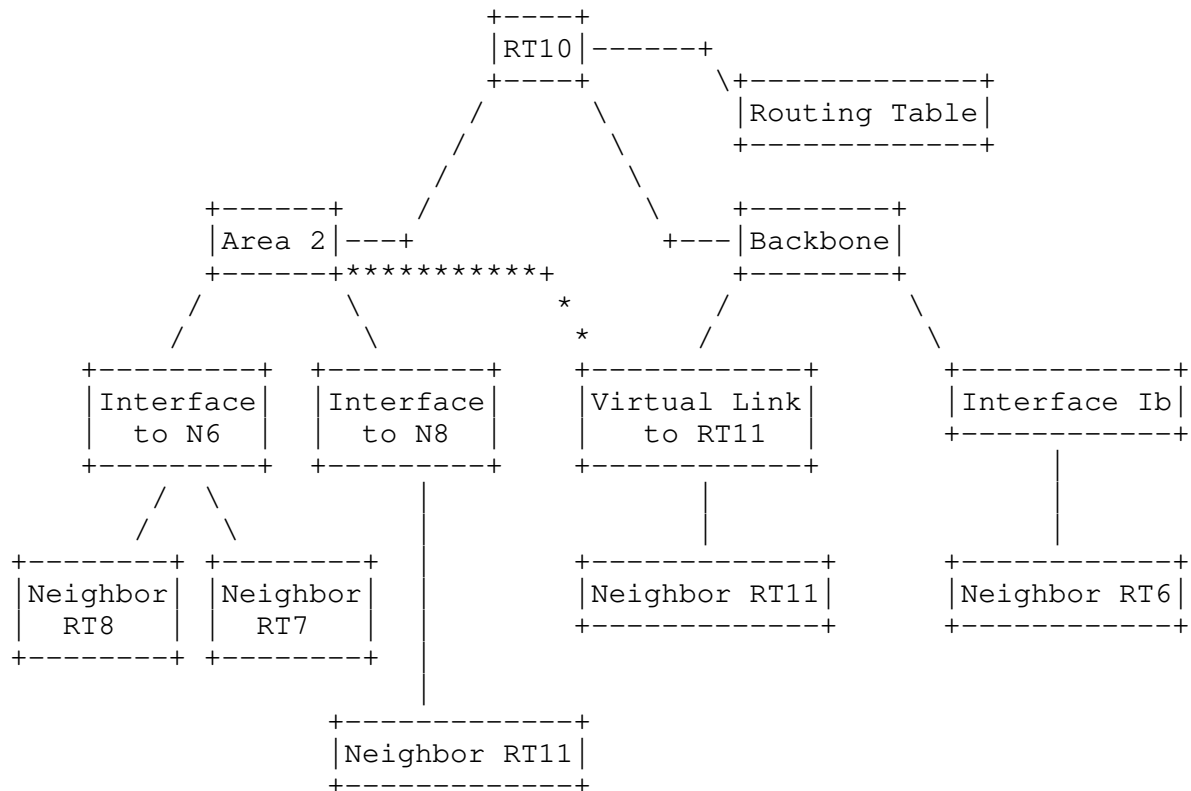 RT10
Routing Table
Area 2
Backbone
Interface
to N6
Interface
to N8
Virtual Link
to RT11
Interface Ib
Neighbor
RT8
Neighbor
RT7
Neighbor RT11
Neighbor RT6
Neighbor RT11